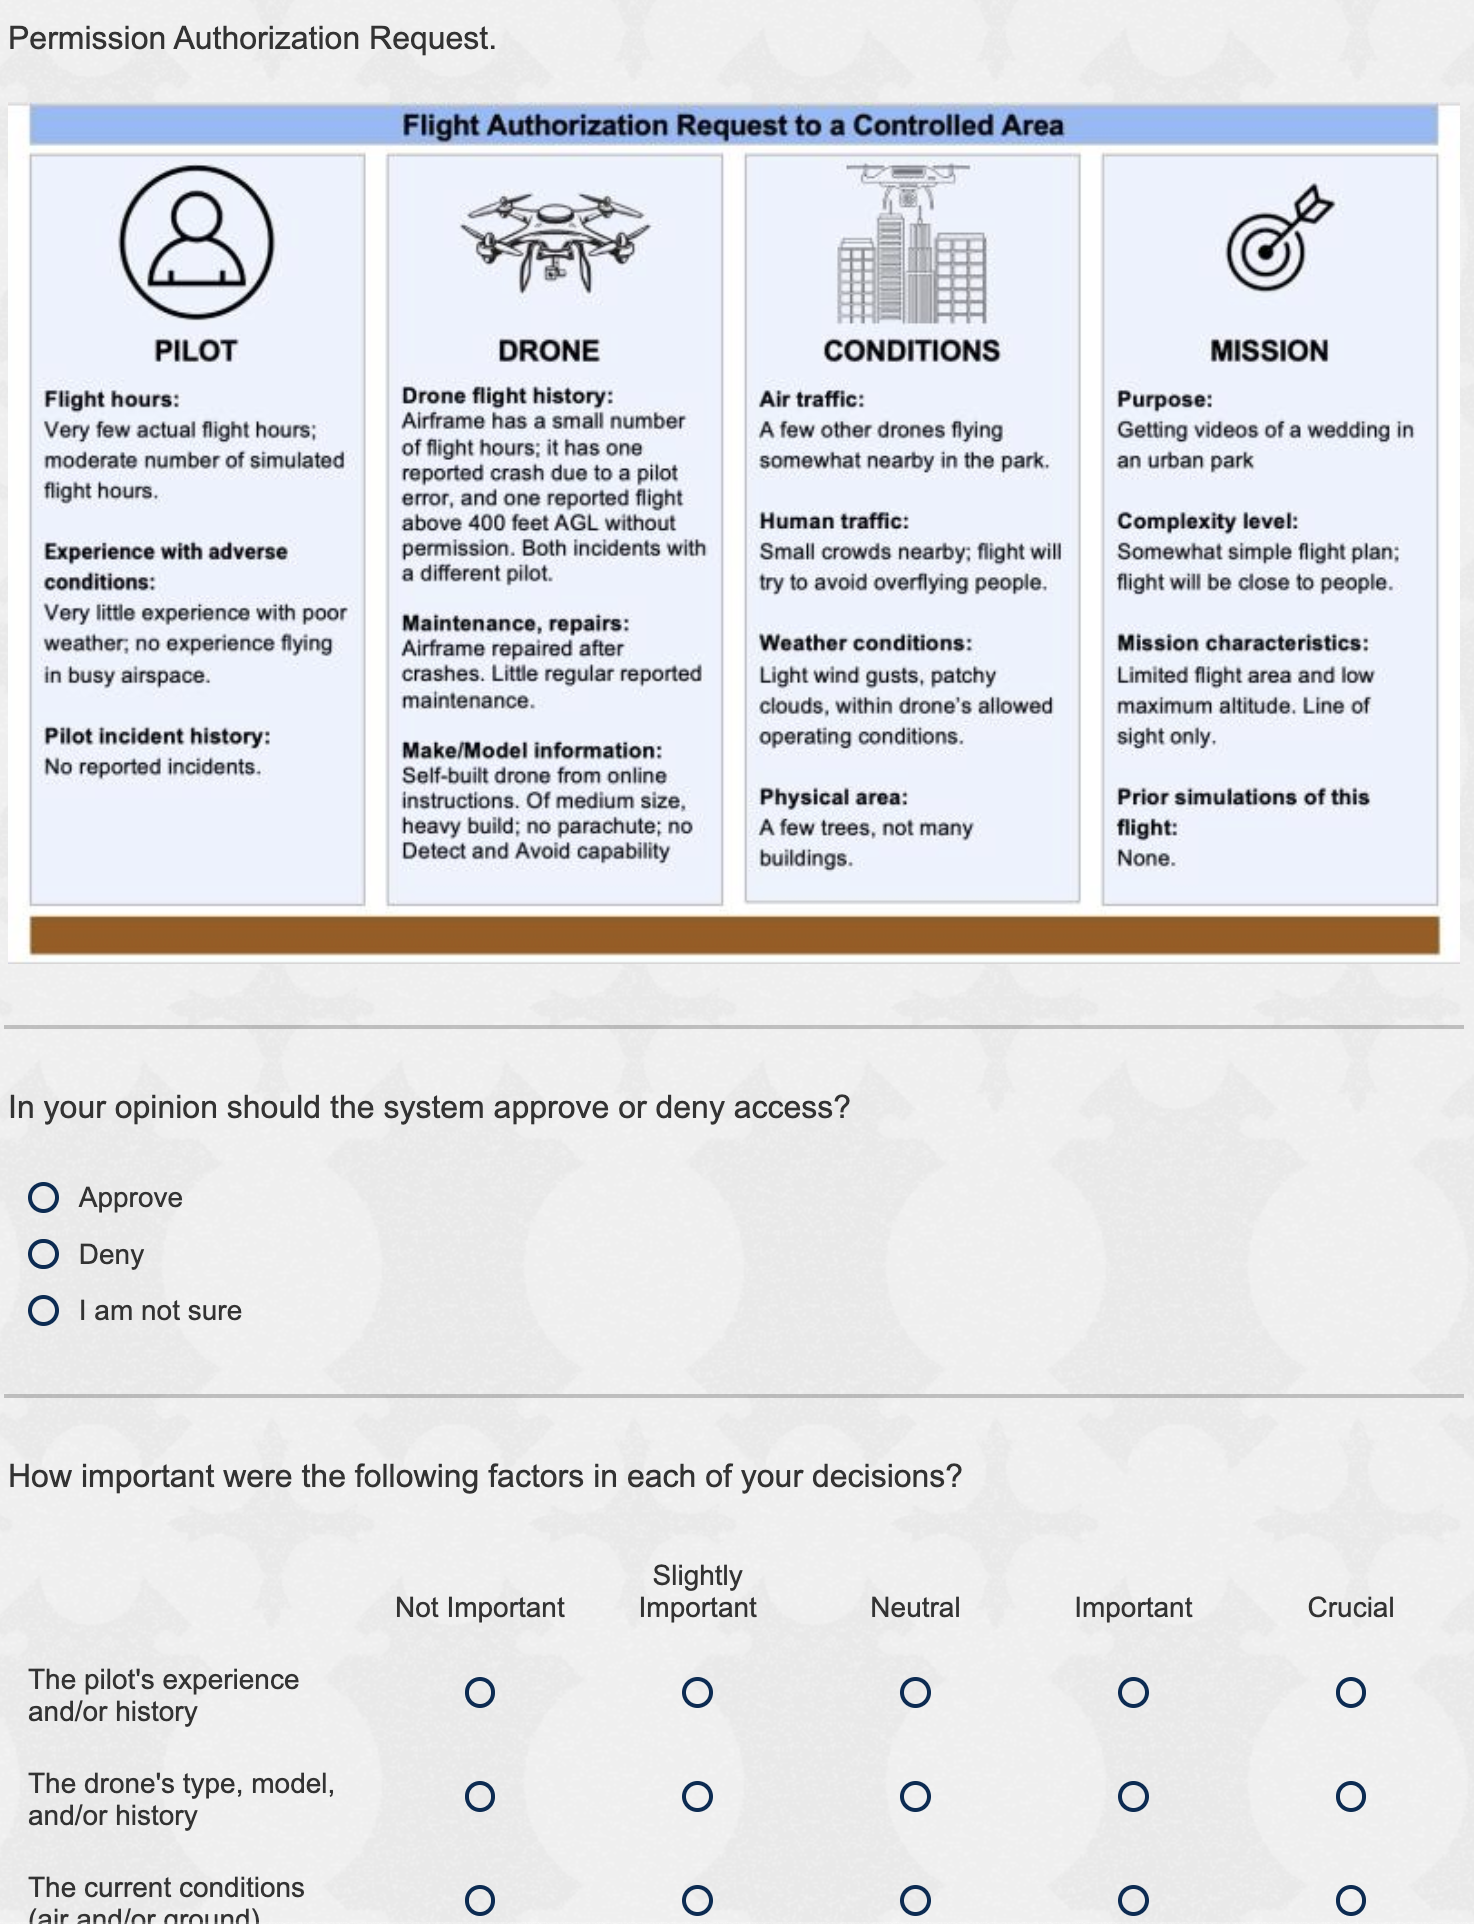 Permission Authorization Request.
Flight Authorization Request to a Controlled Area
PILOT
Flight hours:
Very few actual flight hours;
moderate number of simulated
flight hours.
Experience with adverse
conditions:
Very little experience with poor
weather; no experience flying
in busy airspace.
Pilot incident history:
No reported incidents.
DRONE
Drone flight history:
Airframe has a small number
of flight hours; it has one
reported crash due to a pilot
error, and one reported flight
above 400 feet AGL without
permission. Both incidents with
a different pilot.
Maintenance, repairs:
Airframe repaired after
crashes. Little regular reported
maintenance.
Make/Model information:
Self-built drone from online
instructions. Of medium size,
heavy build; no parachute; no
Detect and Avoid capability
CONDITIONS
Air traffic:
A few other drones flying
somewhat nearby in the park.
Human traffic:
Small crowds nearby; flight will
try to avoid overflying people.
Weather conditions:
Light wind gusts, patchy
clouds, within drone's allowed
operating conditions.
Physical area:
A few trees, not many
buildings.
MISSION
Purpose:
Getting videos of a wedding in
an urban park
Complexity level:
Somewhat simple flight plan;
flight will be close to people.
Mission characteristics:
Limited flight area and low
maximum altitude. Line of
sight only.
Prior simulations of this
flight:
None.
In your opinion should the system approve or deny access?
Approve
Deny
I am not sure
How important were the following factors in each of your decisions?
Not Important
Slightly
Important
Neutral
Important
Crucial
The pilot's experience
and/or history
The drone's type, model,
and/or history
The current conditions
(air and/or ground)